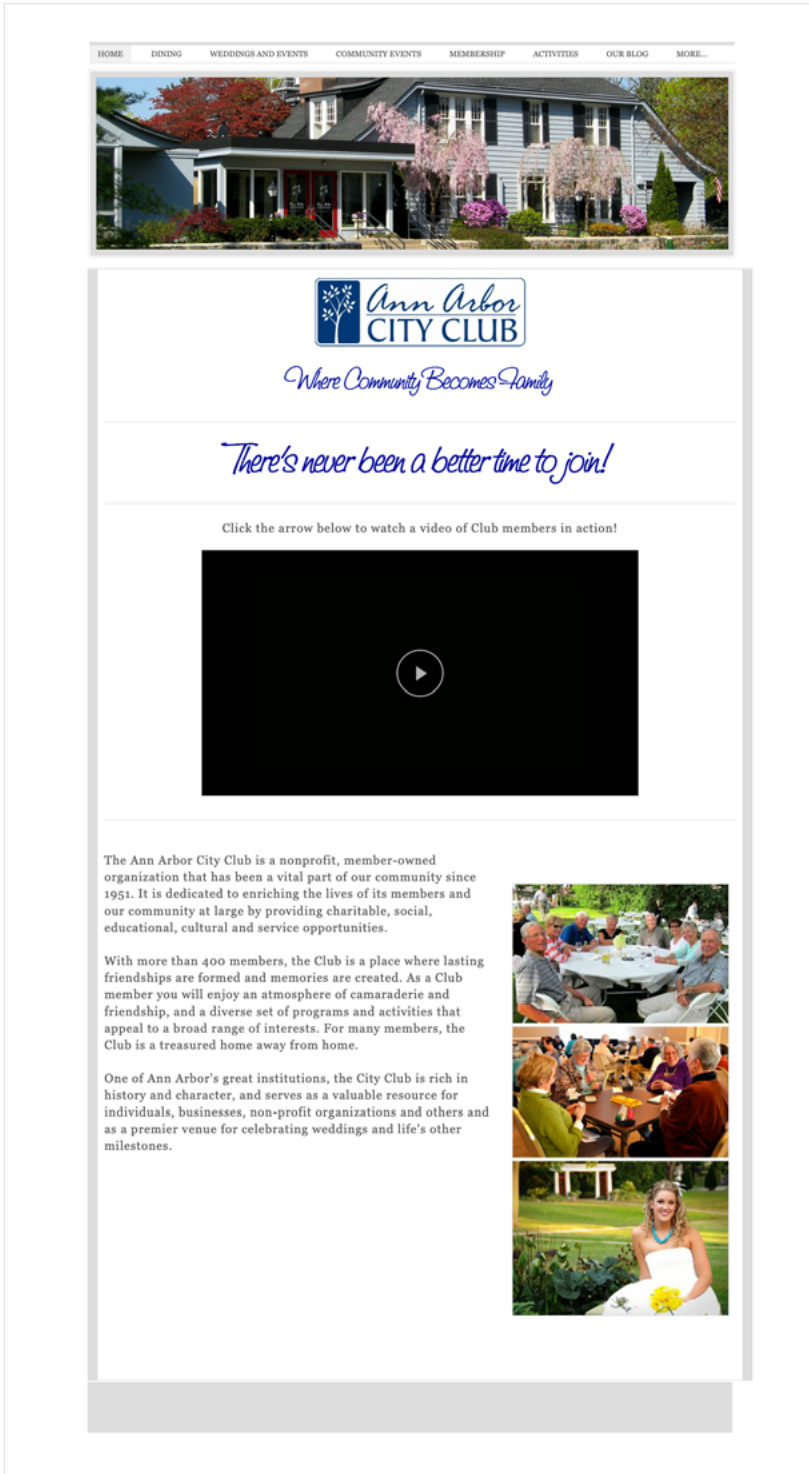 HOME DINING WEDDINGS AND EVENTS COMMUNITY EVENTS MEMBERSHIP ACTIVITIES OUR BLOG MORE...
Ann Arbor
CITY CLUB
Where Community Becomes Family
There's never been a better time to join!
Click the arrow below to watch a video of Club members in action!
The Ann Arbor City Club is a nonprofit, member-owned
organization that has been a vital part of our community since
1951. It is dedicated to enriching the lives of its members and
our community at large by providing charitable, social,
educational, cultural and service opportunities.
With more than 400 members, the Club is a place where lasting
friendships are formed and memories are created. As a Club
member you will enjoy an atmosphere of camaraderie and
friendship, and a diverse set of programs and activities that
appeal to a broad range of interests. For many members, the
Club is a treasured home away from home.
One of Ann Arbor's great institutions, the City Club is rich in
history and character, and serves as a valuable resource for
individuals, businesses, non-profit organizations and others and
as a premier venue for celebrating weddings and life's other
milestones.